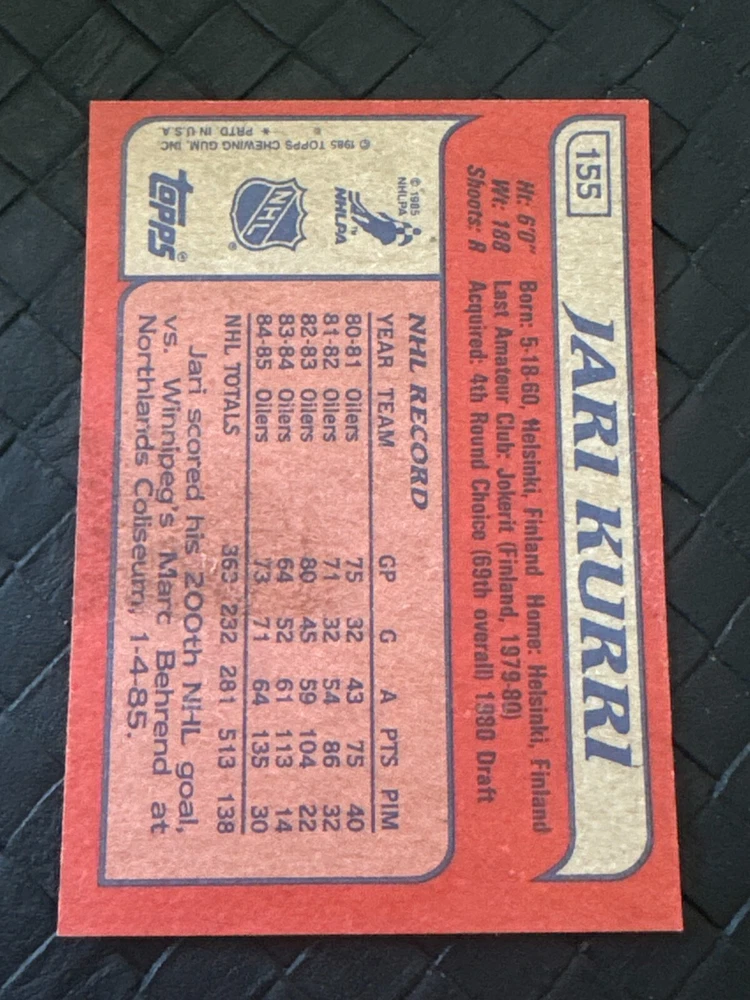 155
JARI KURRI
Ht: 6'0" Born: 5-18-60, Helsinki, Finland Home: Helsinki, Finland
Wt: 188 Last Amateur Club: Jokerit (Finland, 1979-80)
Shoots: R Acquired: 4th Round Choice (69th overall) 1980 Draft
© 1985
NHLPA
NHLPA
TM
NHL
®
topps®
© 1985 TOPPS CHEWING GUM, INC
* PRTD. IN U.S.A.
NHL RECORD
YEAR TEAM GP G A PTS PIM
80-81 Oilers 75 32 43 75 40
81-82 Oilers 71 32 54 86 32
82-83 Oilers 80 45 59 104 22
83-84 Oilers 64 52 61 113 14
84-85 Oilers 73 71 64 135 30
NHL TOTALS 363 232 281 513 138
Jari scored his 200th NHL goal,
vs. Winnipeg's Marc Behrend at
Northlands Coliseum, 1-4-85.